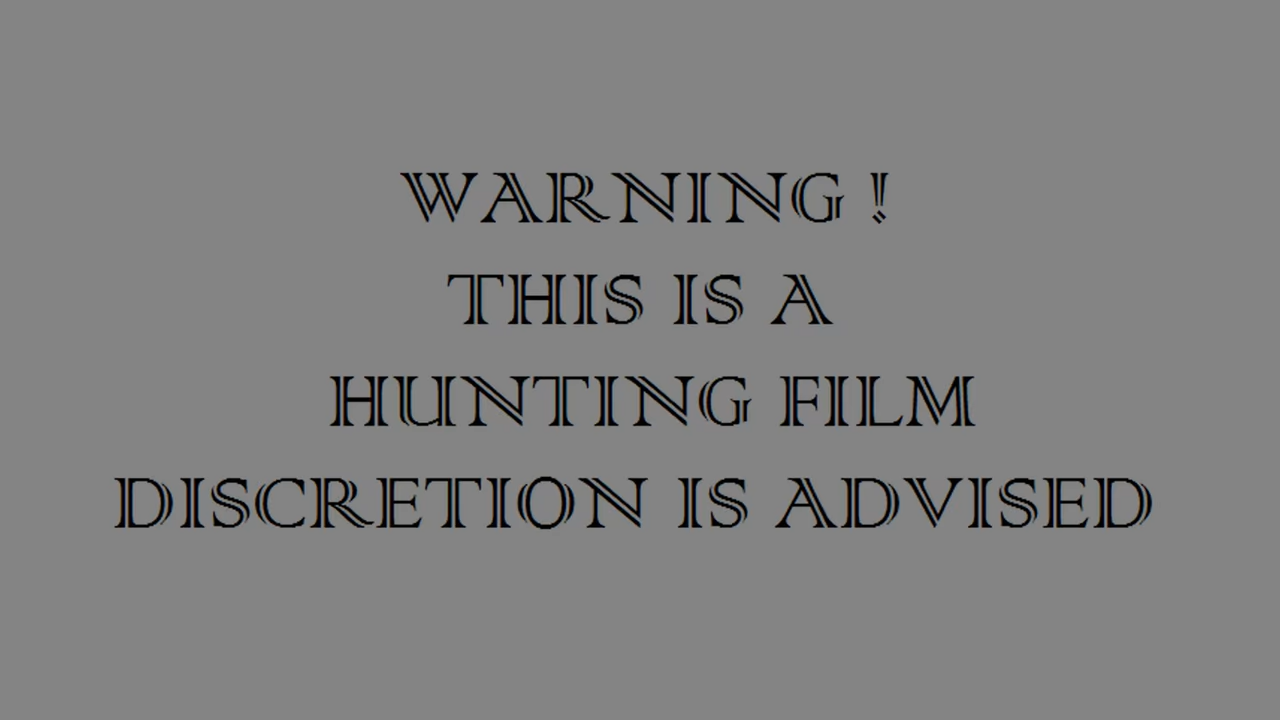 WARNING !
THIS IS A
HUNTING FILM
DISCRETION IS ADVISED